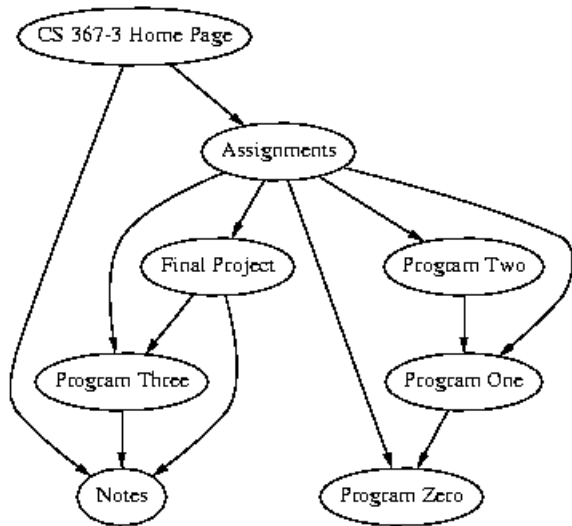 CS 367-3 Home Page
Assignments
Final Project
Program Two
Program Three
Program One
Notes
Program Zero